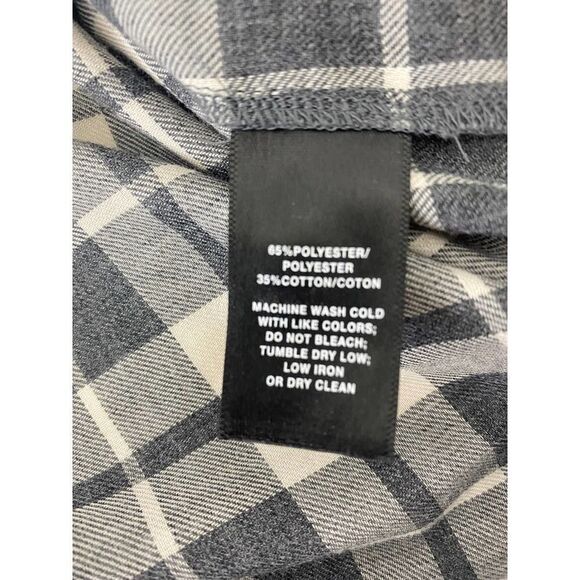 65%POLYESTER/
POLYESTER
35%COTTON/COTON
MACHINE WASH COLD
WITH LIKE COLORS;
DO NOT BLEACH;
TUMBLE DRY LOW;
LOW IRON
OR DRY CLEAN